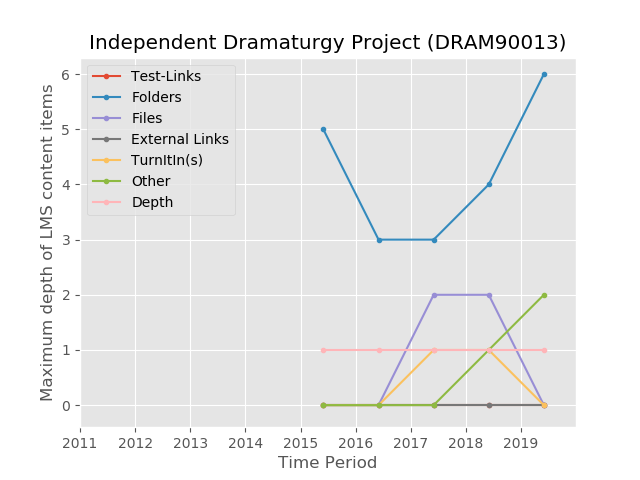 Independent Dramaturgy Project (DRAM90013)
Test-Links
Folders
Files
External Links
TurnItIn(s)
Other
Depth
Maximum depth of LMS content items
6
5
4
3
2
1
0
2011 2012 2013 2014 2015 2016 2017 2018 2019
Time Period